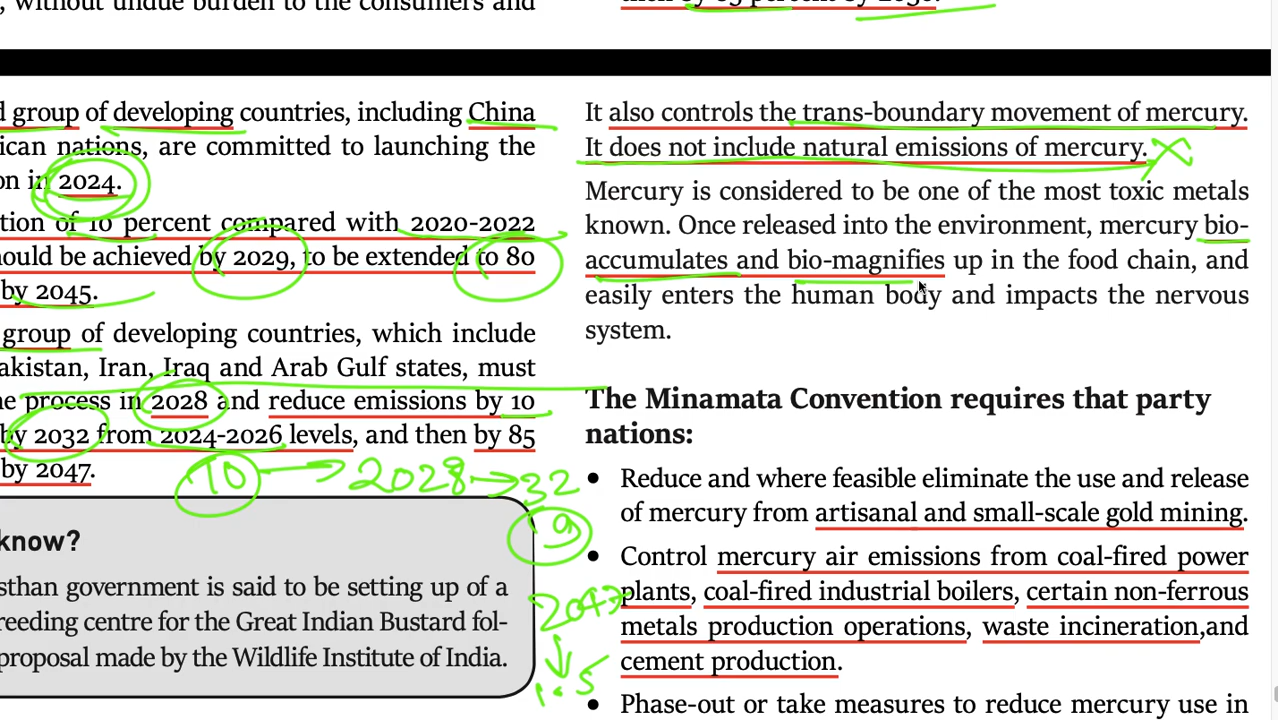 , without undue burden to the consumers and
group of developing countries, including China
ican nations, are committed to launching the
on in 2024.
tion of 10 percent compared with 2020-2022
hould be achieved by 2029, to be extended to 80
by 2045.
group of developing countries, which include
akistan, Iran, Iraq and Arab Gulf states, must
e process in 2028 and reduce emissions by 10
by 2032 from 2024-2026 levels, and then by 85
by 2047.
10 → 2028 → 32
9
2047
know?
sthan government is said to be setting up of a
reeding centre for the Great Indian Bustard fol-
proposal made by the Wildlife Institute of India.
It also controls the trans-boundary movement of mercury.
It does not include natural emissions of mercury.
Mercury is considered to be one of the most toxic metals
known. Once released into the environment, mercury bio-
accumulates and bio-magnifies up in the food chain, and
easily enters the human body and impacts the nervous
system.
The Minamata Convention requires that party
nations:
• Reduce and where feasible eliminate the use and release
of mercury from artisanal and small-scale gold mining.
• Control mercury air emissions from coal-fired power
plants, coal-fired industrial boilers, certain non-ferrous
metals production operations, waste incineration,and
cement production.
• Phase-out or take measures to reduce mercury use in